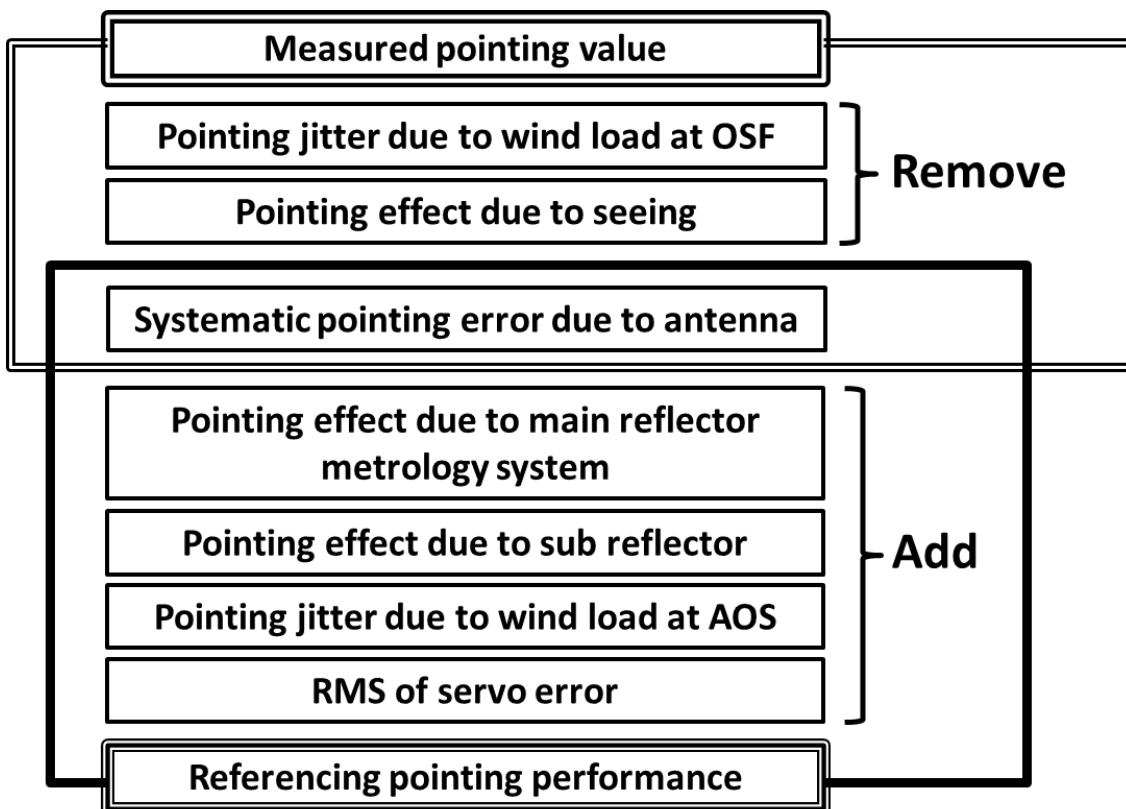 Measured pointing value
Pointing jitter due to wind load at OSF
Pointing effect due to seeing
Remove
Systematic pointing error due to antenna
Pointing effect due to main reflector
metrology system
Pointing effect due to sub reflector
Pointing jitter due to wind load at AOS
RMS of servo error
Add
Referencing pointing performance